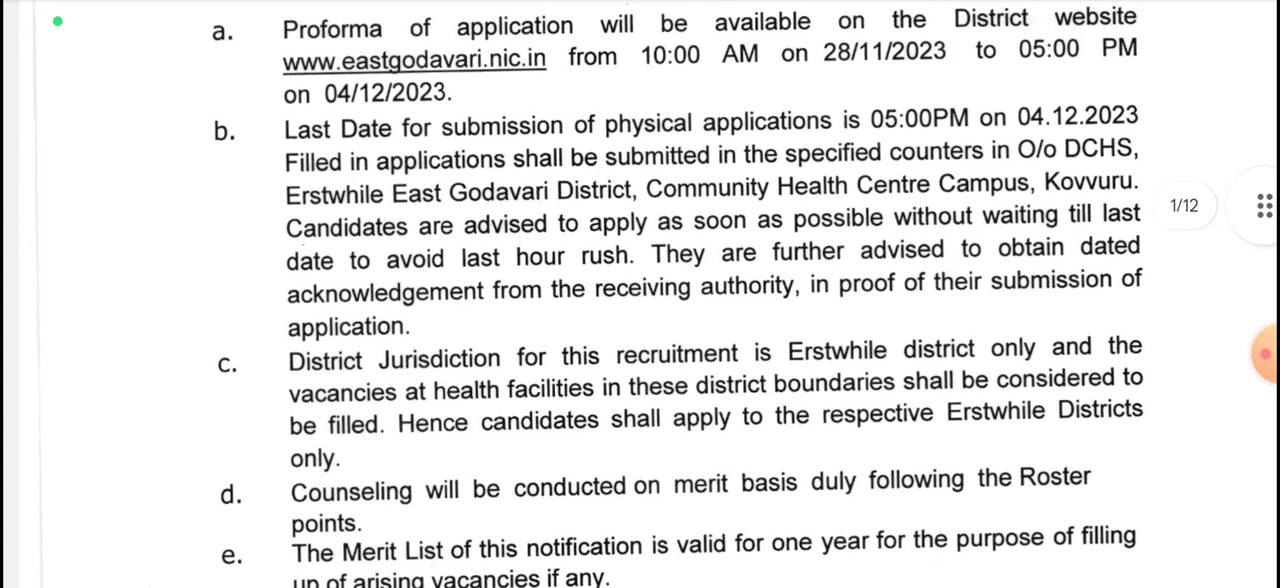 a. Proforma of application will be available on the District website
www.eastgodavari.nic.in from 10:00 AM on 28/11/2023 to 05:00 PM
on 04/12/2023.
b. Last Date for submission of physical applications is 05:00PM on 04.12.2023
Filled in applications shall be submitted in the specified counters in O/o DCHS,
Erstwhile East Godavari District, Community Health Centre Campus, Kovvuru.
1/12
Candidates are advised to apply as soon as possible without waiting till last
date to avoid last hour rush. They are further advised to obtain dated
acknowledgement from the receiving authority, in proof of their submission of
application.
c. District Jurisdiction for this recruitment is Erstwhile district only and the
vacancies at health facilities in these district boundaries shall be considered to
be filled. Hence candidates shall apply to the respective Erstwhile Districts
only.
d. Counseling will be conducted on merit basis duly following the Roster
points.
e. The Merit List of this notification is valid for one year for the purpose of filling
up of arising vacancies if any.